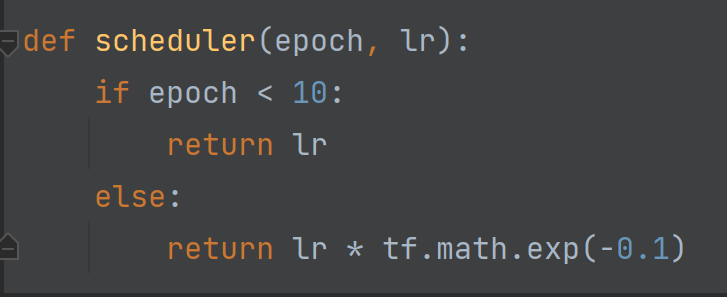 def scheduler(epoch, lr):
    if epoch < 10:
        return lr
    else:
        return lr * tf.math.exp(-0.1)